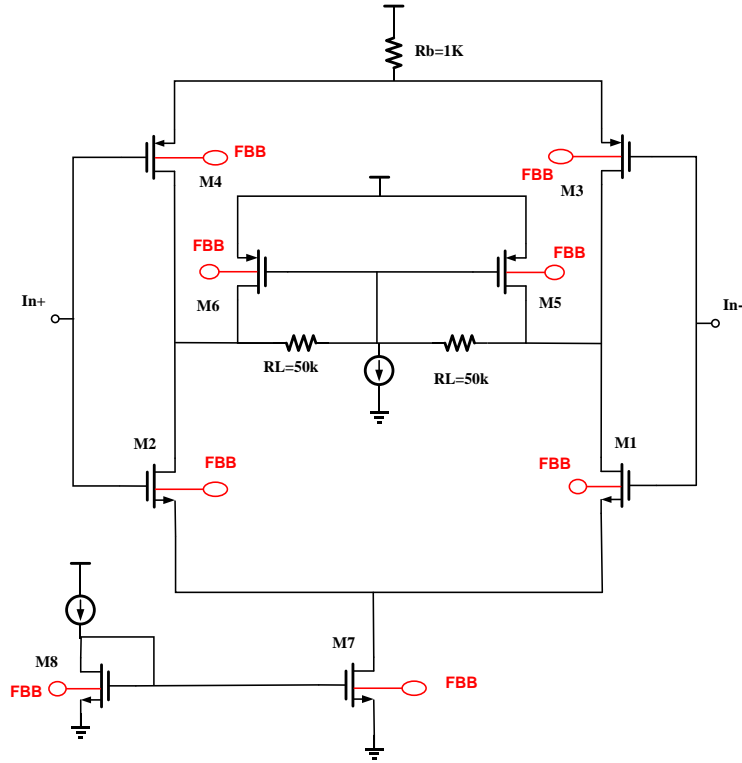 Rb=1K
FBB
M4
FBB
M3
FBB
M6
FBB
M5
In+
In-
RL=50k
RL=50k
M2
FBB
M1
FBB
M8
FBB
M7
FBB